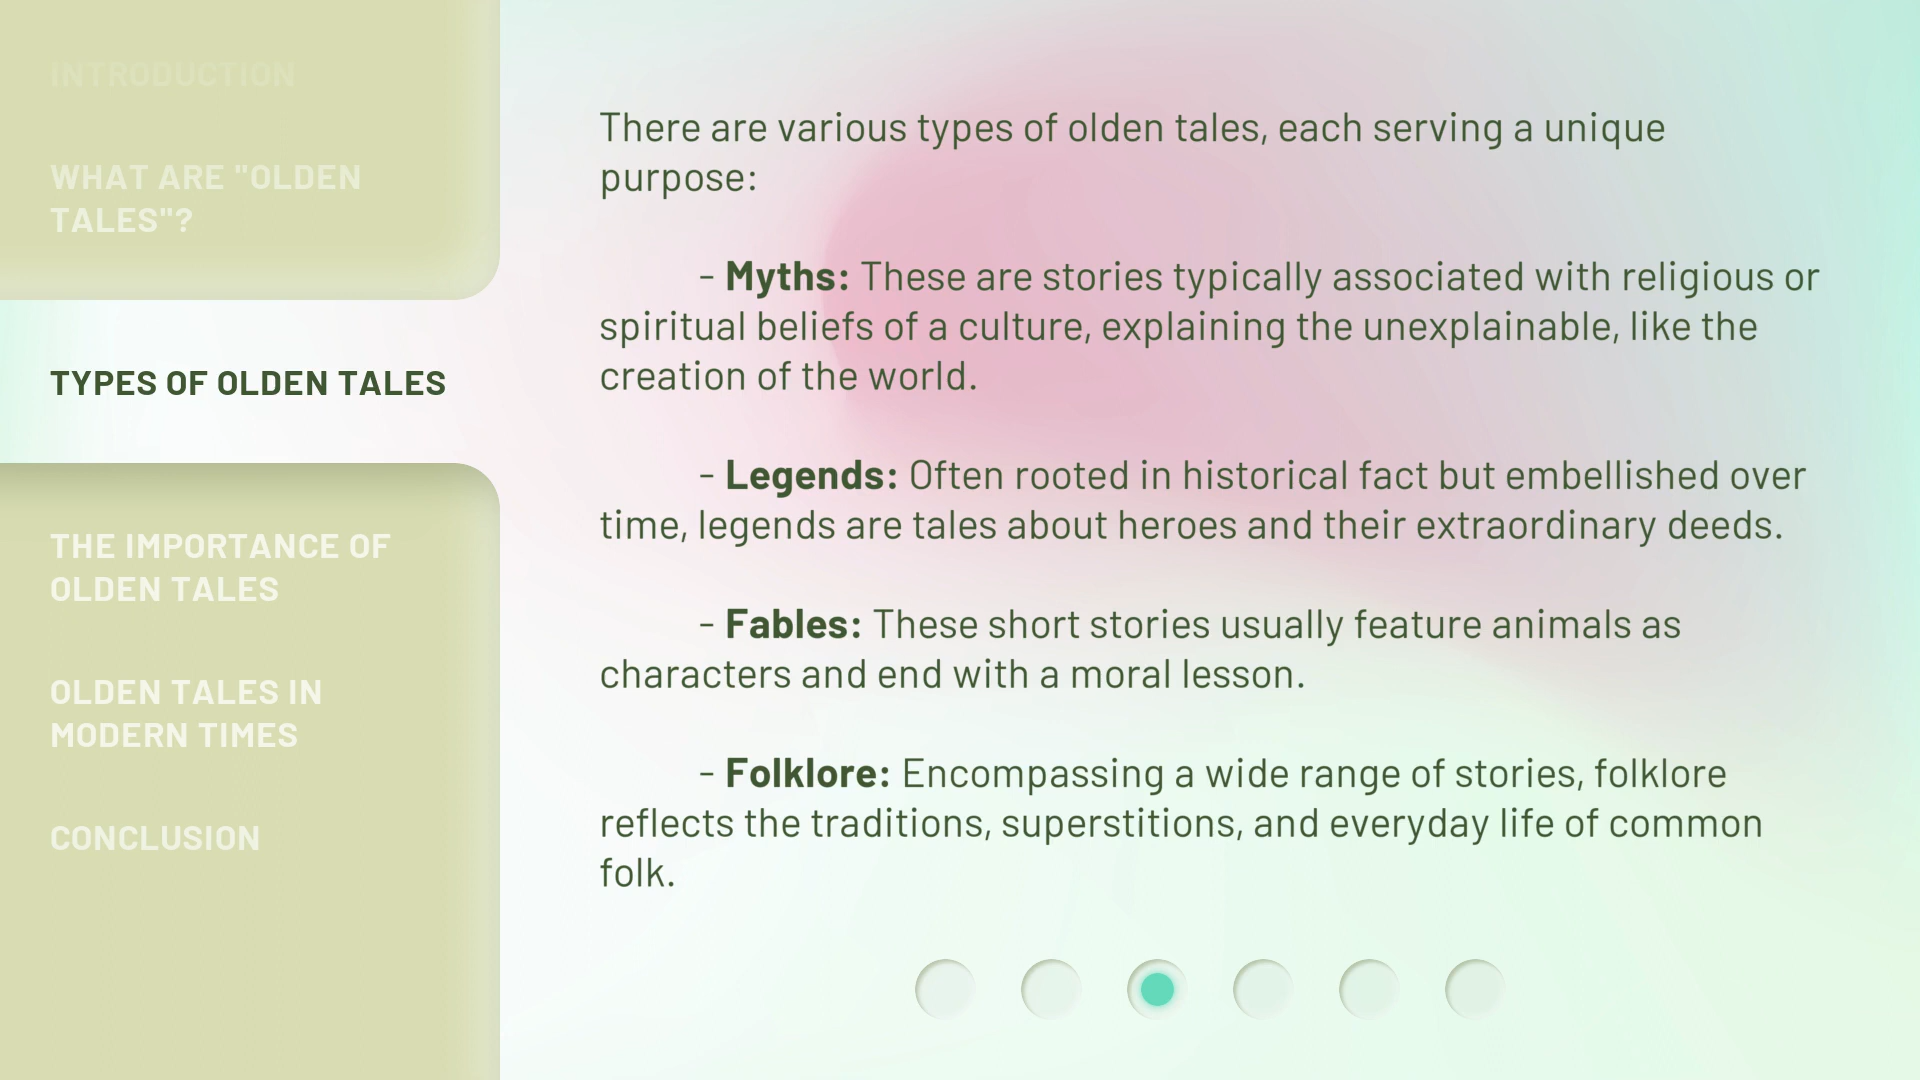 INTRODUCTION
WHAT ARE "OLDEN
TALES"?
TYPES OF OLDEN TALES
THE IMPORTANCE OF
OLDEN TALES
OLDEN TALES IN
MODERN TIMES
CONCLUSION
There are various types of olden tales, each serving a unique
purpose:
- Myths: These are stories typically associated with religious or
spiritual beliefs of a culture, explaining the unexplainable, like the
creation of the world.
- Legends: Often rooted in historical fact but embellished over
time, legends are tales about heroes and their extraordinary deeds.
- Fables: These short stories usually feature animals as
characters and end with a moral lesson.
- Folklore: Encompassing a wide range of stories, folklore
reflects the traditions, superstitions, and everyday life of common
folk.